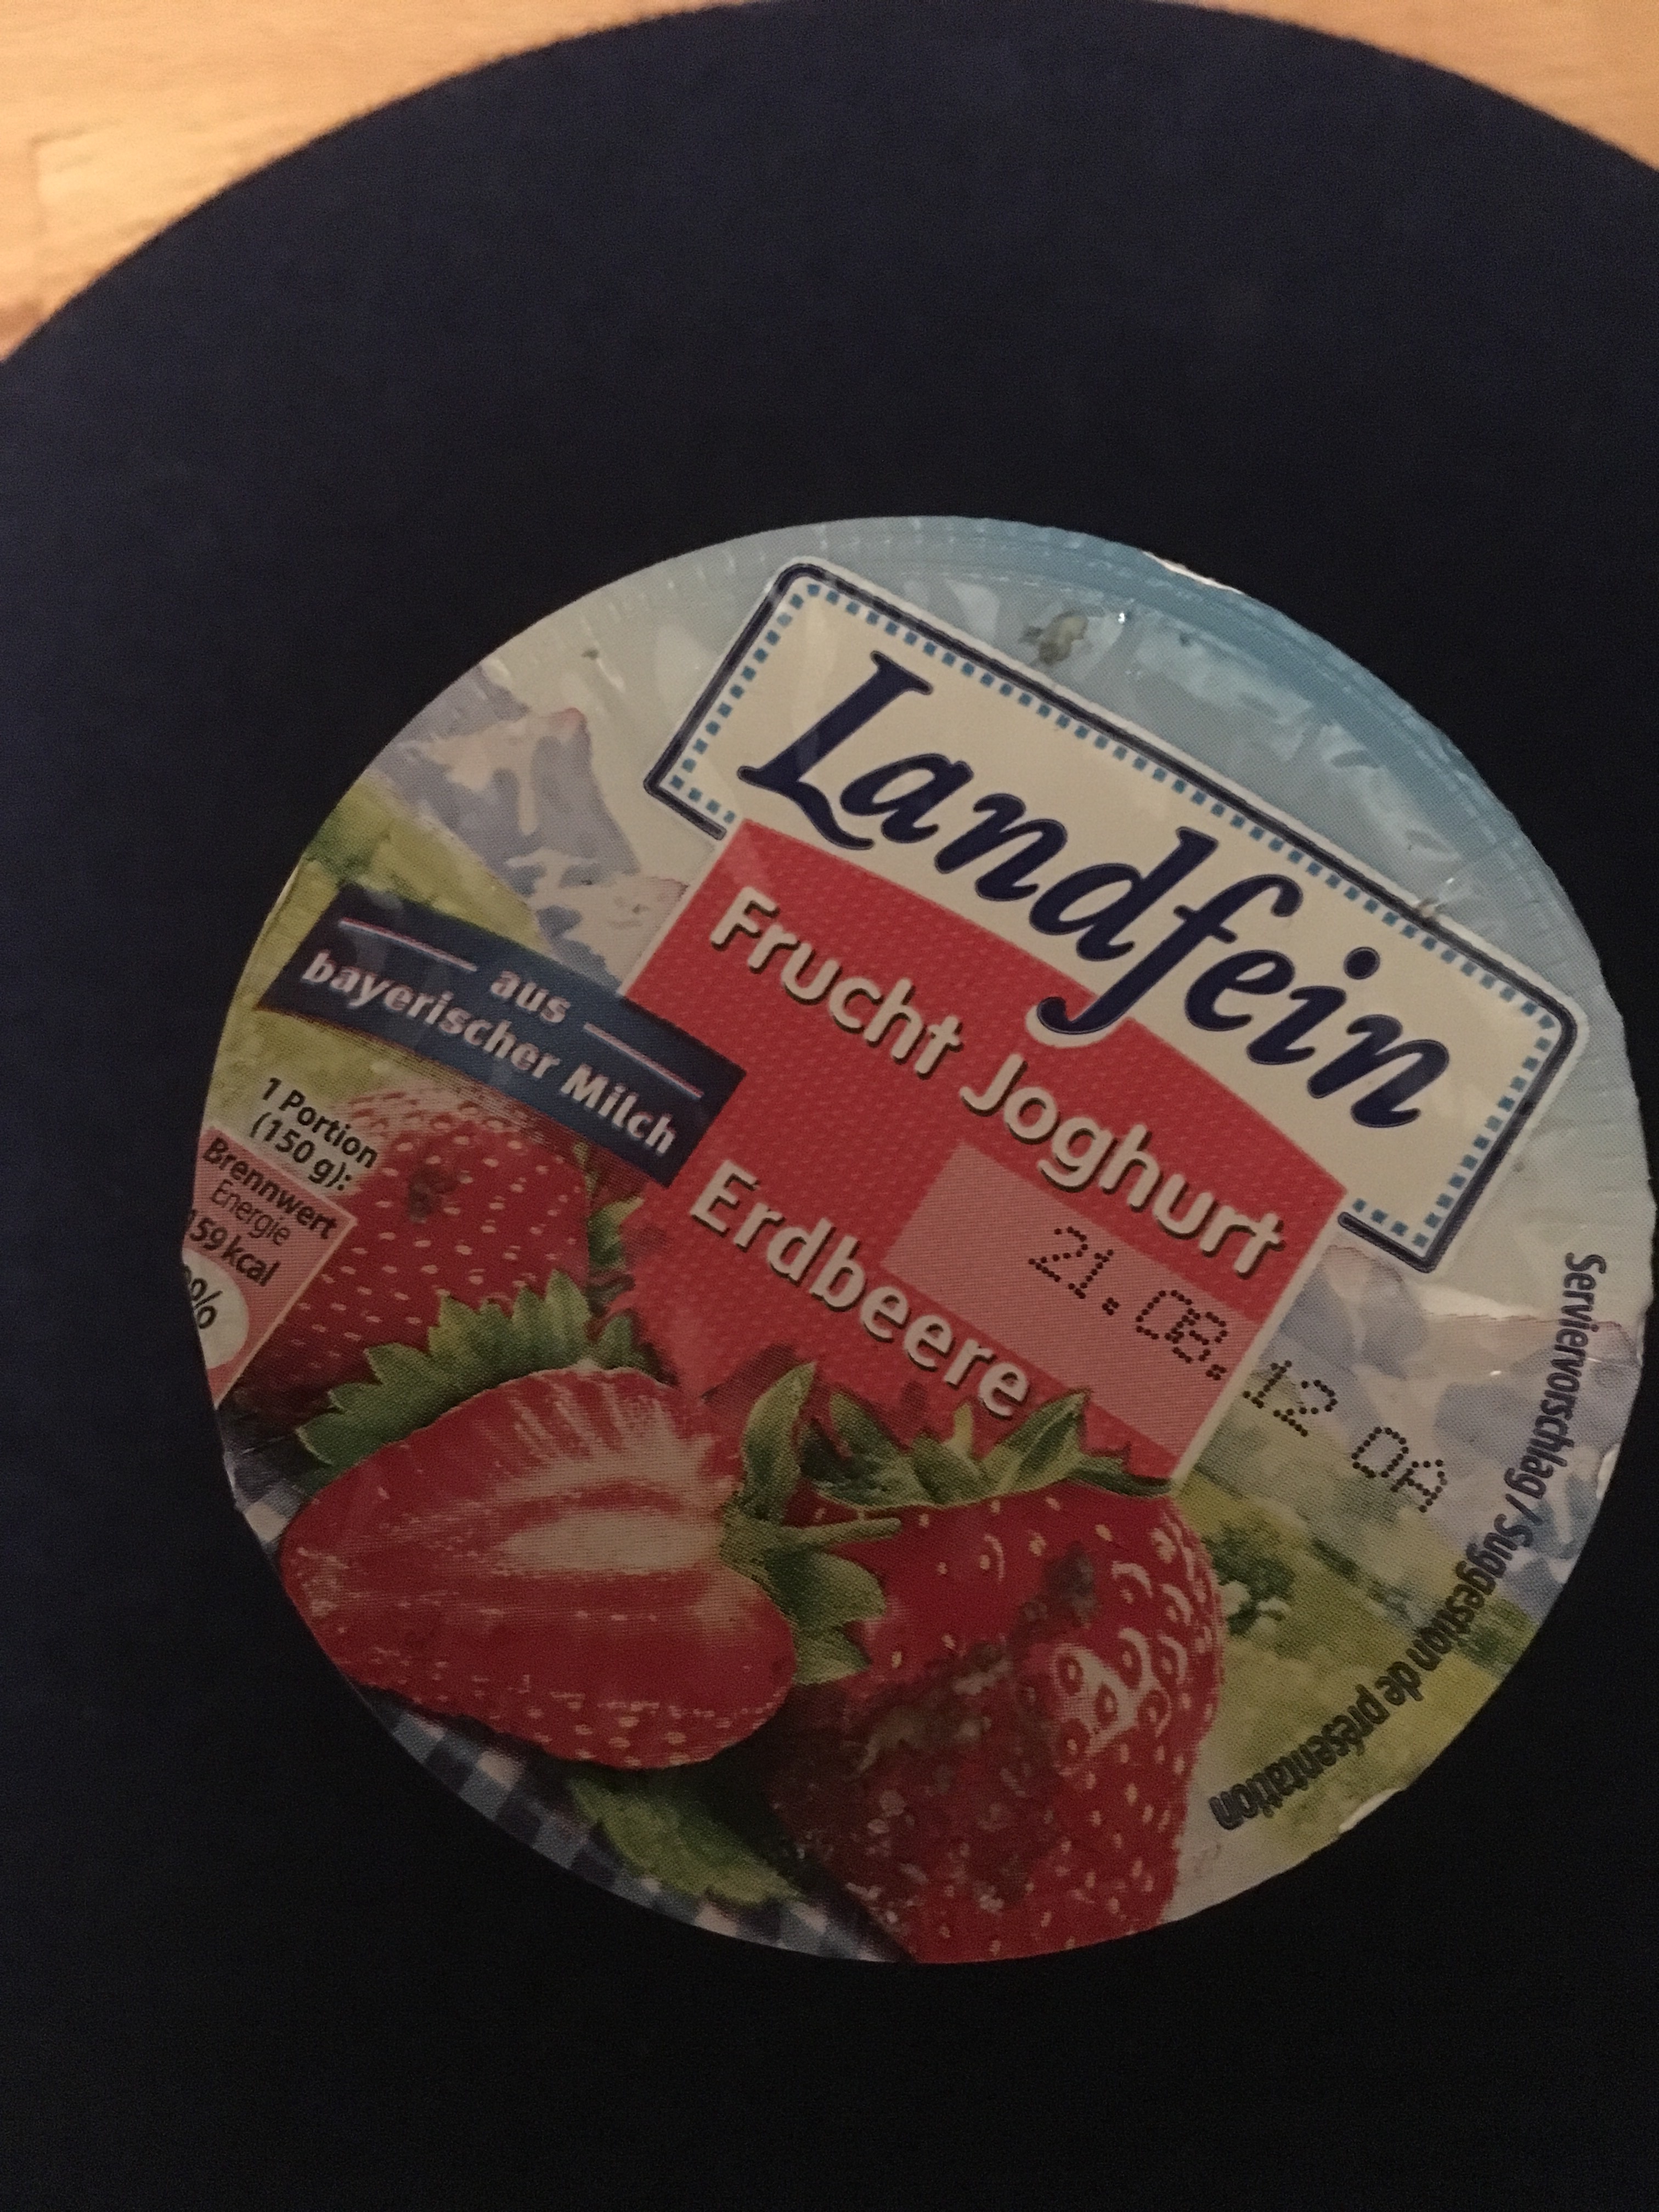 Landfein
Frucht Joghurt
Erdbeere
21.08.12 DA
aus
bayerischer Milch
1 Portion
(150 g):
Brennwert
Energie
159 kcal
Serviervorschlag / Suggestion de présentation